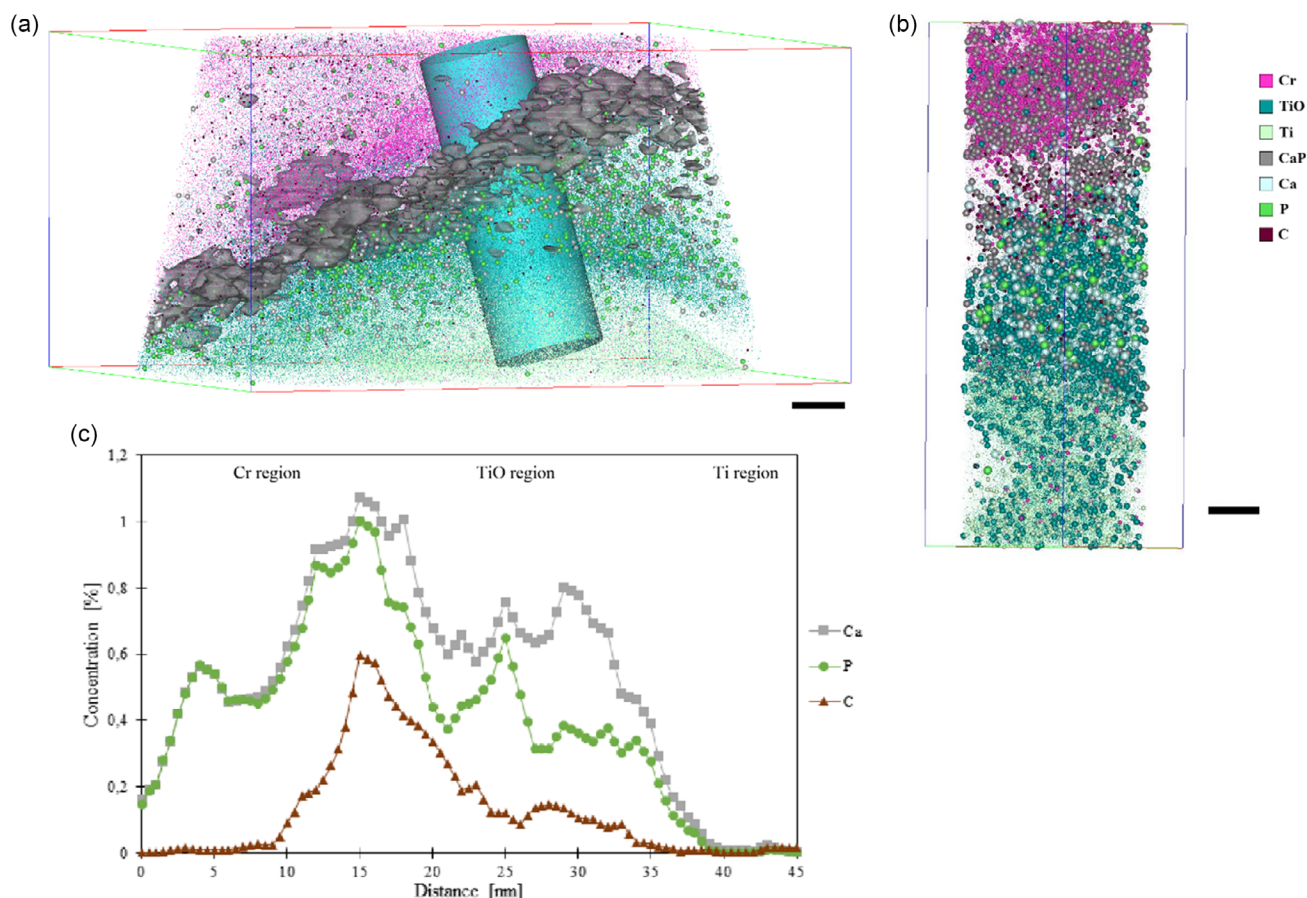 (a)
(b)
Cr
TiO
Ti
CaP
Ca
P
C
(c)
1,2
1
0,8
0,6
0,4
0,2
0
Concentration [%]
Cr region
TiO region
Ti region
Ca
P
C
0
5
10
15
20
25
30
35
40
45
Distance [nm]